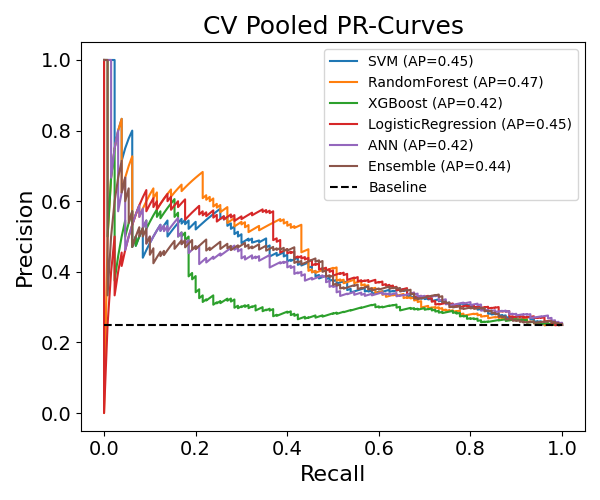 CV Pooled PR-Curves
SVM (AP=0.45)
RandomForest (AP=0.47)
XGBoost (AP=0.42)
LogisticRegression (AP=0.45)
ANN (AP=0.42)
Ensemble (AP=0.44)
Baseline
Precision
1.0
0.8
0.6
0.4
0.2
0.0
0.0 0.2 0.4 0.6 0.8 1.0
Recall